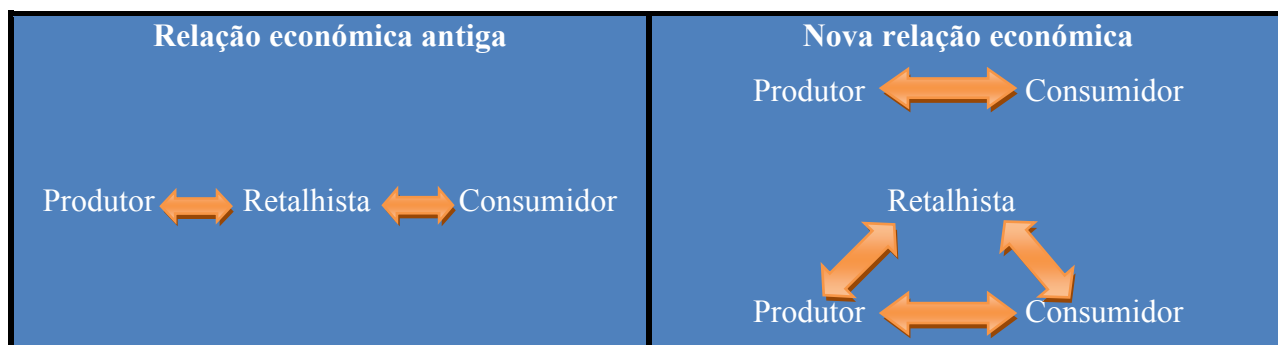 Relação económica antiga
Produtor Retalhista Consumidor
Nova relação económica
Produtor Consumidor
Retalhista
Produtor Consumidor